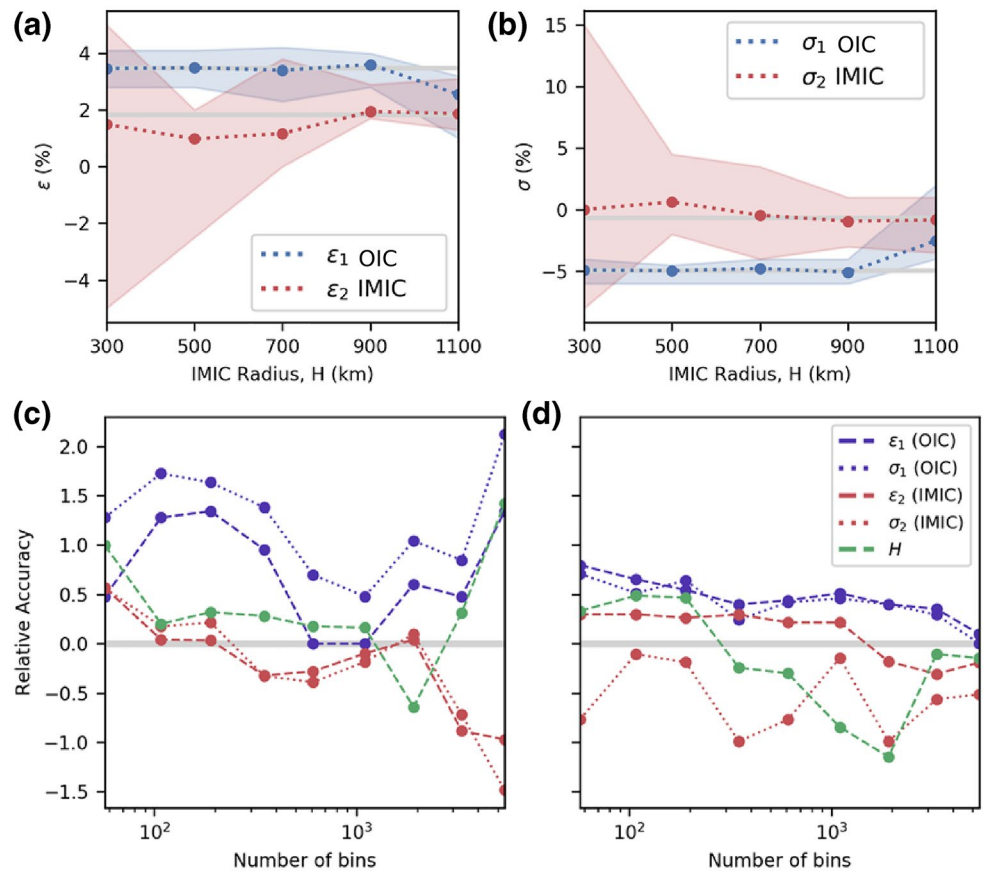 (a)
4
2
0
−2
−4
ε (%)
ε₁ OIC
ε₂ IMIC
300 500 700 900 1100
IMIC Radius, H (km)
(b)
15
10
5
0
−5
σ (%)
σ₁ OIC
σ₂ IMIC
300 500 700 900 1100
IMIC Radius, H (km)
(c)
2.0
1.5
1.0
0.5
0.0
−0.5
−1.0
−1.5
Relative Accuracy
10² 10³
Number of bins
(d)
ε₁ (OIC)
σ₁ (OIC)
ε₂ (IMIC)
σ₂ (IMIC)
H
10² 10³
Number of bins